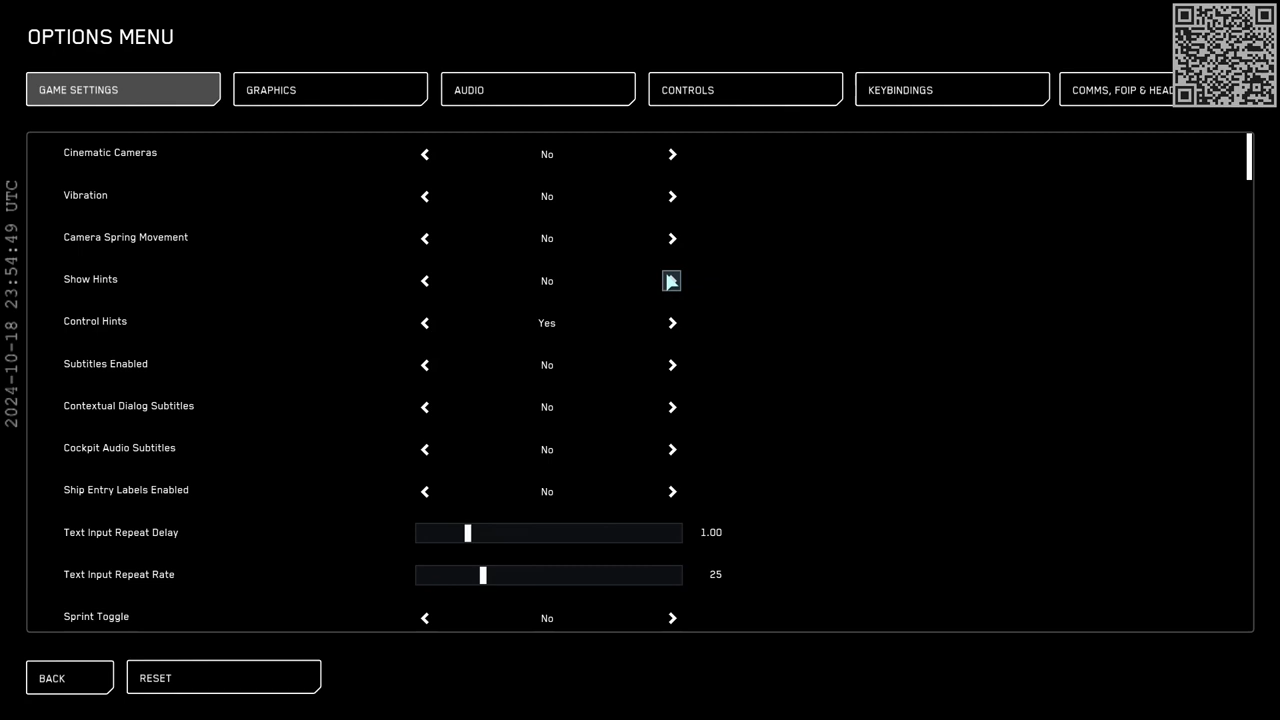 OPTIONS MENU
GAME SETTINGS
GRAPHICS
AUDIO
CONTROLS
KEYBINDINGS
COMMS, FOIP & HEAD
Cinematic Cameras No
Vibration No
Camera Spring Movement No
Show Hints No
Control Hints Yes
Subtitles Enabled No
Contextual Dialog Subtitles No
Cockpit Audio Subtitles No
Ship Entry Labels Enabled No
Text Input Repeat Delay 1.00
Text Input Repeat Rate 25
Sprint Toggle No
BACK
RESET
2024-10-18 23:54:49 UTC